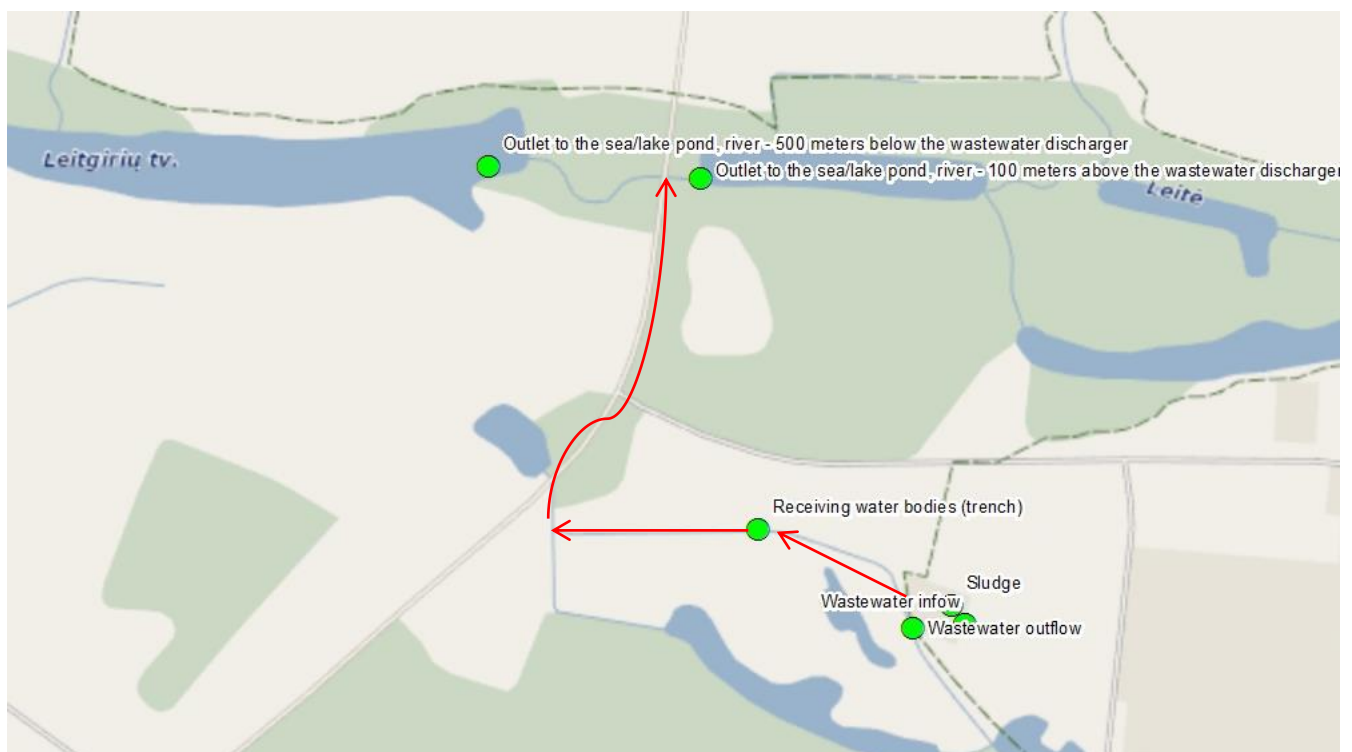 Outlet to the sea/lake pond, river - 500 meters below the wastewater discharger
Leitgirių tv.
Outlet to the sea/lake pond, river - 100 meters above the wastewater discharger
Leitė
Receiving water bodies (trench)
Sludge
Wastewater infow
Wastewater outflow